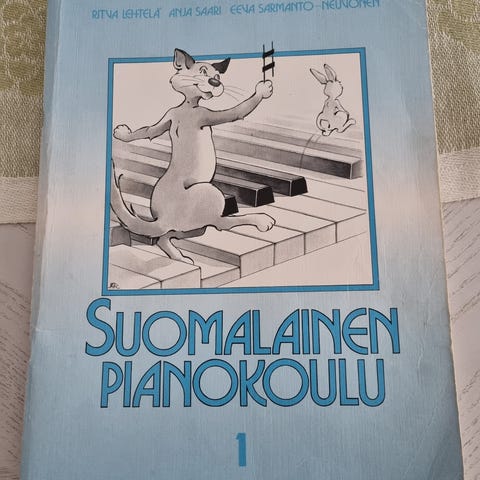 RITVA LEHTELÄ ANJA SAARI EEVA SARMANTO-NEUVONEN
SUOMALAINEN
PIANOKOULU
1